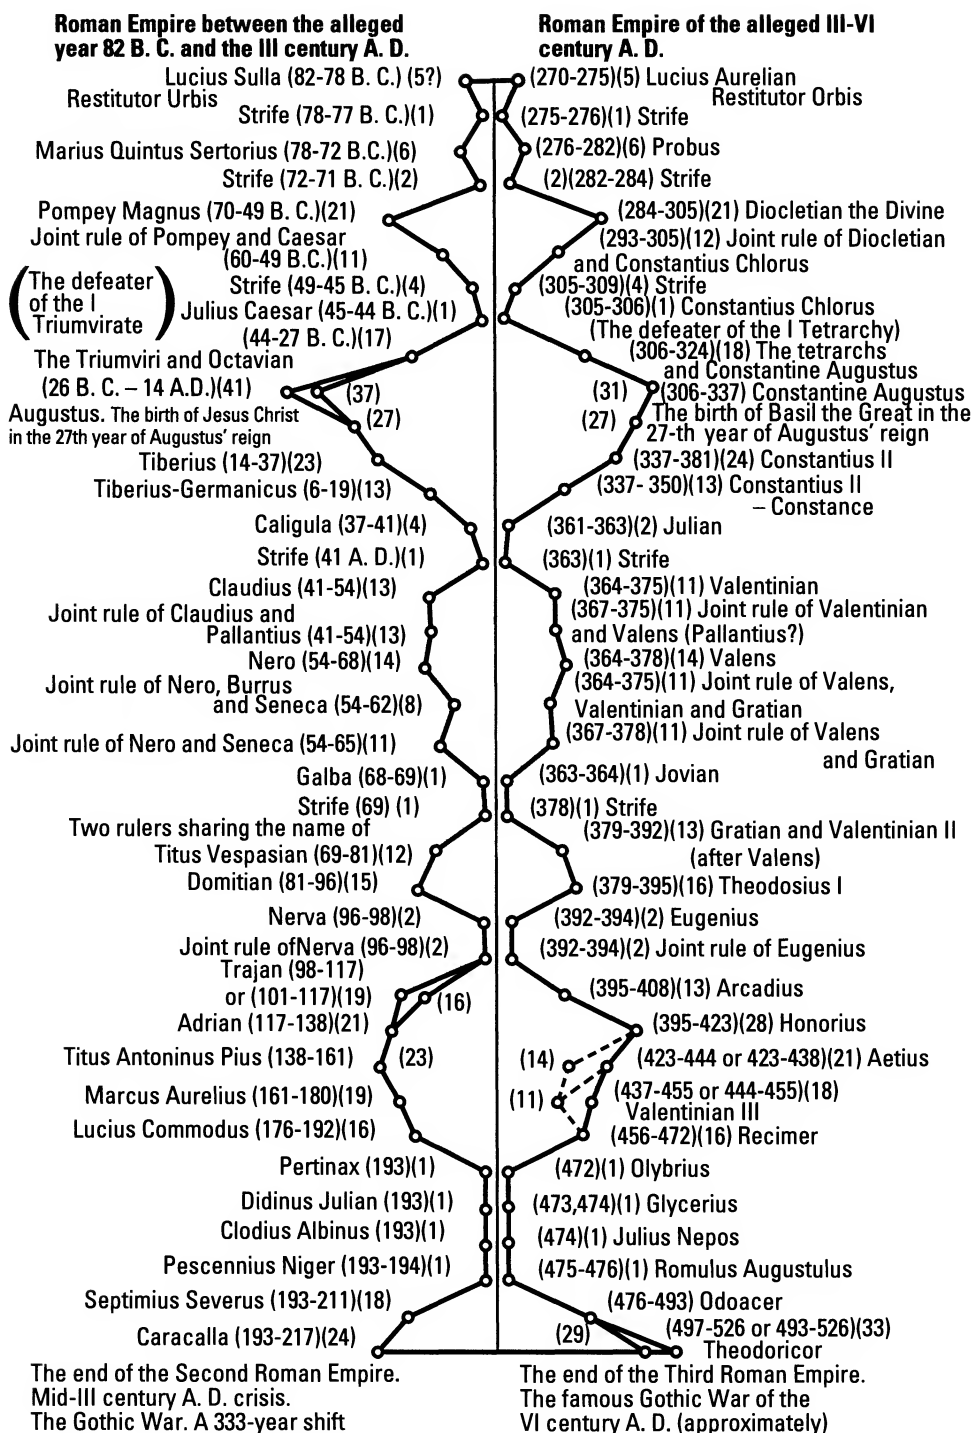 Roman Empire between the alleged
year 82 B. C. and the III century A. D.
Lucius Sulla (82-78 B. C.) (5?)
Restitutor Urbis
Strife (78-77 B. C.)(1)
Marius Quintus Sertorius (78-72 B.C.)(6)
Strife (72-71 B. C.)(2)
Pompey Magnus (70-49 B. C.)(21)
Joint rule of Pompey and Caesar
(60-49 B.C.)(11)
(The defeater
of the I
Triumvirate)
Strife (49-45 B. C.)(4)
Julius Caesar (45-44 B. C.)(1)
(44-27 B. C.)(17)
The Triumviri and Octavian
(26 B. C. – 14 A.D.)(41)
(37)
(27)
Augustus. The birth of Jesus Christ
in the 27th year of Augustus' reign
Tiberius (14-37)(23)
Tiberius-Germanicus (6-19)(13)
Caligula (37-41)(4)
Strife (41 A. D.)(1)
Claudius (41-54)(13)
Joint rule of Claudius and
Pallantius (41-54)(13)
Nero (54-68)(14)
Joint rule of Nero, Burrus
and Seneca (54-62)(8)
Joint rule of Nero and Seneca (54-65)(11)
Galba (68-69)(1)
Strife (69) (1)
Two rulers sharing the name of
Titus Vespasian (69-81)(12)
Domitian (81-96)(15)
Nerva (96-98)(2)
Joint rule ofNerva (96-98)(2)
Trajan (98-117)
or (101-117)(19)
(16)
Adrian (117-138)(21)
Titus Antoninus Pius (138-161)
(23)
Marcus Aurelius (161-180)(19)
Lucius Commodus (176-192)(16)
Pertinax (193)(1)
Didinus Julian (193)(1)
Clodius Albinus (193)(1)
Pescennius Niger (193-194)(1)
Septimius Severus (193-211)(18)
Caracalla (193-217)(24)
The end of the Second Roman Empire.
Mid-III century A. D. crisis.
The Gothic War. A 333-year shift
Roman Empire of the alleged III-VI
century A. D.
(270-275)(5) Lucius Aurelian
Restitutor Orbis
(275-276)(1) Strife
(276-282)(6) Probus
(2)(282-284) Strife
(284-305)(21) Diocletian the Divine
(293-305)(12) Joint rule of Diocletian
and Constantius Chlorus
(305-309)(4) Strife
(305-306)(1) Constantius Chlorus
(The defeater of the I Tetrarchy)
(306-324)(18) The tetrarchs
and Constantine Augustus
(31)
(306-337) Constantine Augustus
(27)
The birth of Basil the Great in the
27-th year of Augustus' reign
(337-381)(24) Constantius II
(337- 350)(13) Constantius II
– Constance
(361-363)(2) Julian
(363)(1) Strife
(364-375)(11) Valentinian
(367-375)(11) Joint rule of Valentinian
and Valens (Pallantius?)
(364-378)(14) Valens
(364-375)(11) Joint rule of Valens,
Valentinian and Gratian
(367-378)(11) Joint rule of Valens
and Gratian
(363-364)(1) Jovian
(378)(1) Strife
(379-392)(13) Gratian and Valentinian II
(after Valens)
(379-395)(16) Theodosius I
(392-394)(2) Eugenius
(392-394)(2) Joint rule of Eugenius
(395-408)(13) Arcadius
(395-423)(28) Honorius
(14)
(423-444 or 423-438)(21) Aetius
(11)
(437-455 or 444-455)(18)
Valentinian III
(456-472)(16) Recimer
(472)(1) Olybrius
(473,474)(1) Glycerius
(474)(1) Julius Nepos
(475-476)(1) Romulus Augustulus
(476-493) Odoacer
(29)
(497-526 or 493-526)(33)
Theodoricor
The end of the Third Roman Empire.
The famous Gothic War of the
VI century A. D. (approximately)